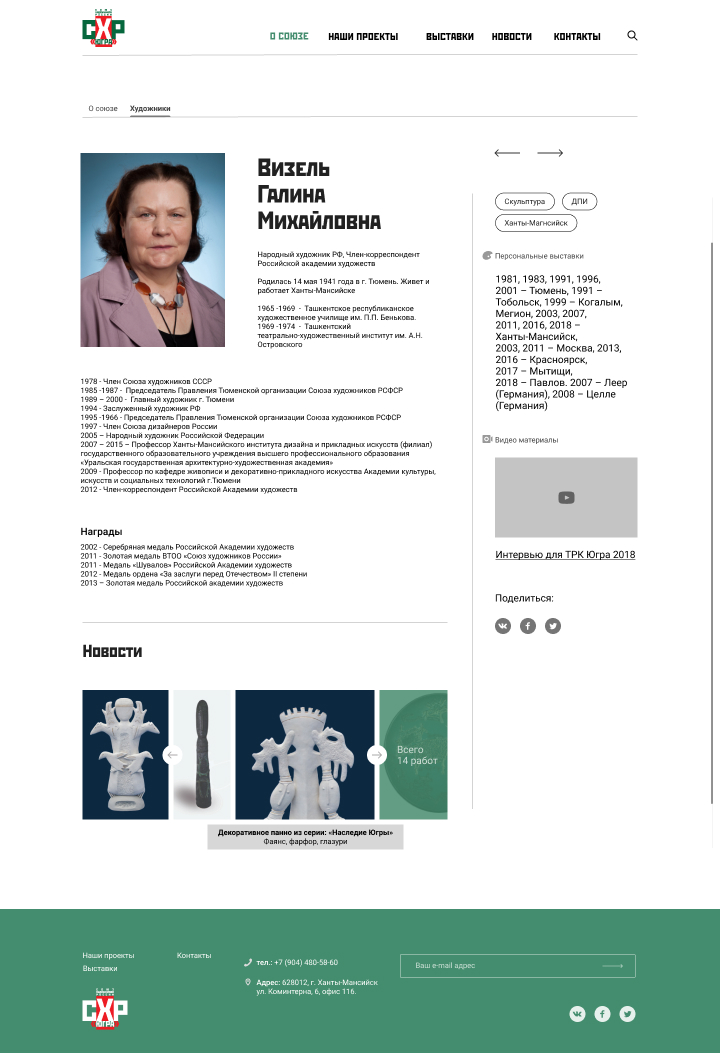 СХР
ЮГРА
О СОЮЗЕ
НАШИ ПРОЕКТЫ
ВЫСТАВКИ
НОВОСТИ
КОНТАКТЫ
О союзе
Художники
Визель
Галина
Михайловна
Народный художник РФ, Член-корреспондент
Российской академии художеств
Родилась 14 мая 1941 года в г. Тюмень. Живет и
работает Ханты-Мансийске
1965 -1969 - Ташкентское республиканское
художественное училище им. П.П. Бенькова.
1969 -1974 - Ташкентский
театрально-художественный институт им. А.Н.
Островского
1978 - Член Союза художников СССР
1985 -1987 - Председатель Правления Тюменской организации Союза художников РСФСР
1989 – 2000 - Главный художник г. Тюмени
1994 - Заслуженный художник РФ
1995 -1966 - Председатель Правления Тюменской организации Союза художников РСФСР
1997 - Член Союза дизайнеров России
2005 – Народный художник Российской Федерации
2007 – 2015 – Профессор Ханты-Мансийского института дизайна и прикладных искусств (филиал)
государственного образовательного учреждения высшего профессионального образования
«Уральская государственная архитектурно-художественная академия»
2009 - Профессор по кафедре живописи и декоративно-прикладного искусства Академии культуры,
искусств и социальных технологий г.Тюмени
2012 - Член-корреспондент Российской Академии художеств
Награды
2002 - Серебряная медаль Российской Академии художеств
2011 - Золотая медаль ВТОО «Союз художников России»
2011 - Медаль «Шувалов» Российской Академии художеств
2012 - Медаль ордена «За заслуги перед Отечеством» II степени
2013 – Золотая медаль Российской академии художеств
Новости
Всего
14 работ
Декоративное панно из серии: «Наследие Югры»
Фаянс, фарфор, глазури
Скульптура
ДПИ
Ханты-Магнсийск
Персональные выставки
1981, 1983, 1991, 1996,
2001 – Тюмень, 1991 –
Тобольск, 1999 – Когалым,
Мегион, 2003, 2007,
2011, 2016, 2018 –
Ханты-Мансийск,
2003, 2011 – Москва, 2013,
2016 – Красноярск,
2017 – Мытищи,
2018 – Павлов. 2007 – Леер
(Германия), 2008 – Целле
(Германия)
Видео материалы
Интервью для ТРК Югра 2018
Поделиться:
Наши проекты
Выставки
Контакты
СХР
ЮГРА
тел.: +7 (904) 480-58-60
Адрес: 628012, г. Ханты-Мансийск
ул. Коминтерна, 6, офис 116.
Ваш e-mail адрес